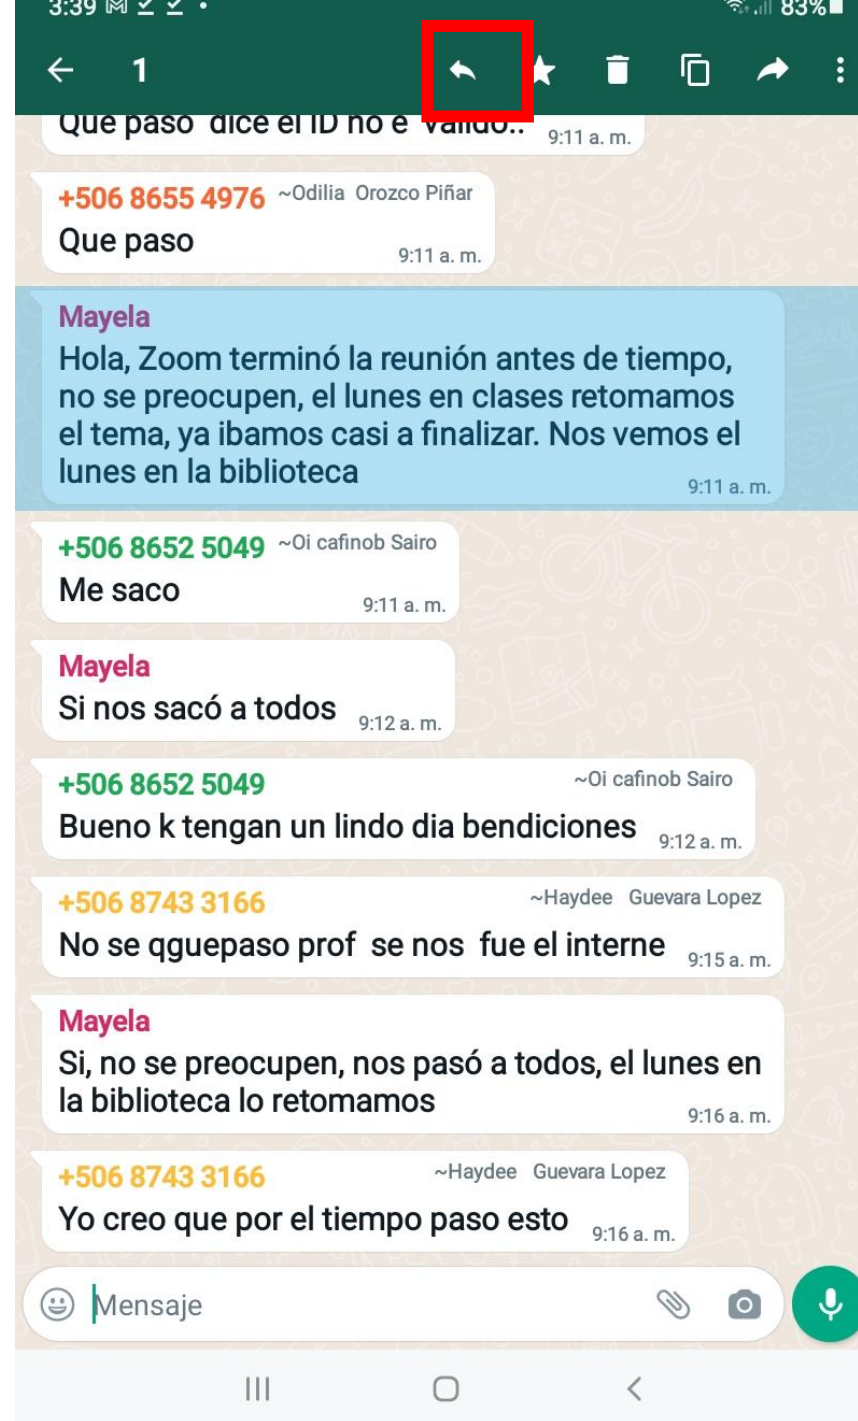 3:39
83%
1
Que paso dice el ID no e valido.. 9:11 a. m.
+506 8655 4976 ~Odilia Orozco Piñar
Que paso 9:11 a. m.
Mayela
Hola, Zoom terminó la reunión antes de tiempo,
no se preocupen, el lunes en clases retomamos
el tema, ya ibamos casi a finalizar. Nos vemos el
lunes en la biblioteca 9:11 a. m.
+506 8652 5049 ~Oi cafinob Sairo
Me saco 9:11 a. m.
Mayela
Si nos sacó a todos 9:12 a. m.
+506 8652 5049 ~Oi cafinob Sairo
Bueno k tengan un lindo dia bendiciones 9:12 a. m.
+506 8743 3166 ~Haydee Guevara Lopez
No se qguepaso prof se nos fue el interne 9:15 a. m.
Mayela
Si, no se preocupen, nos pasó a todos, el lunes en
la biblioteca lo retomamos 9:16 a. m.
+506 8743 3166 ~Haydee Guevara Lopez
Yo creo que por el tiempo paso esto 9:16 a. m.
Mensaje